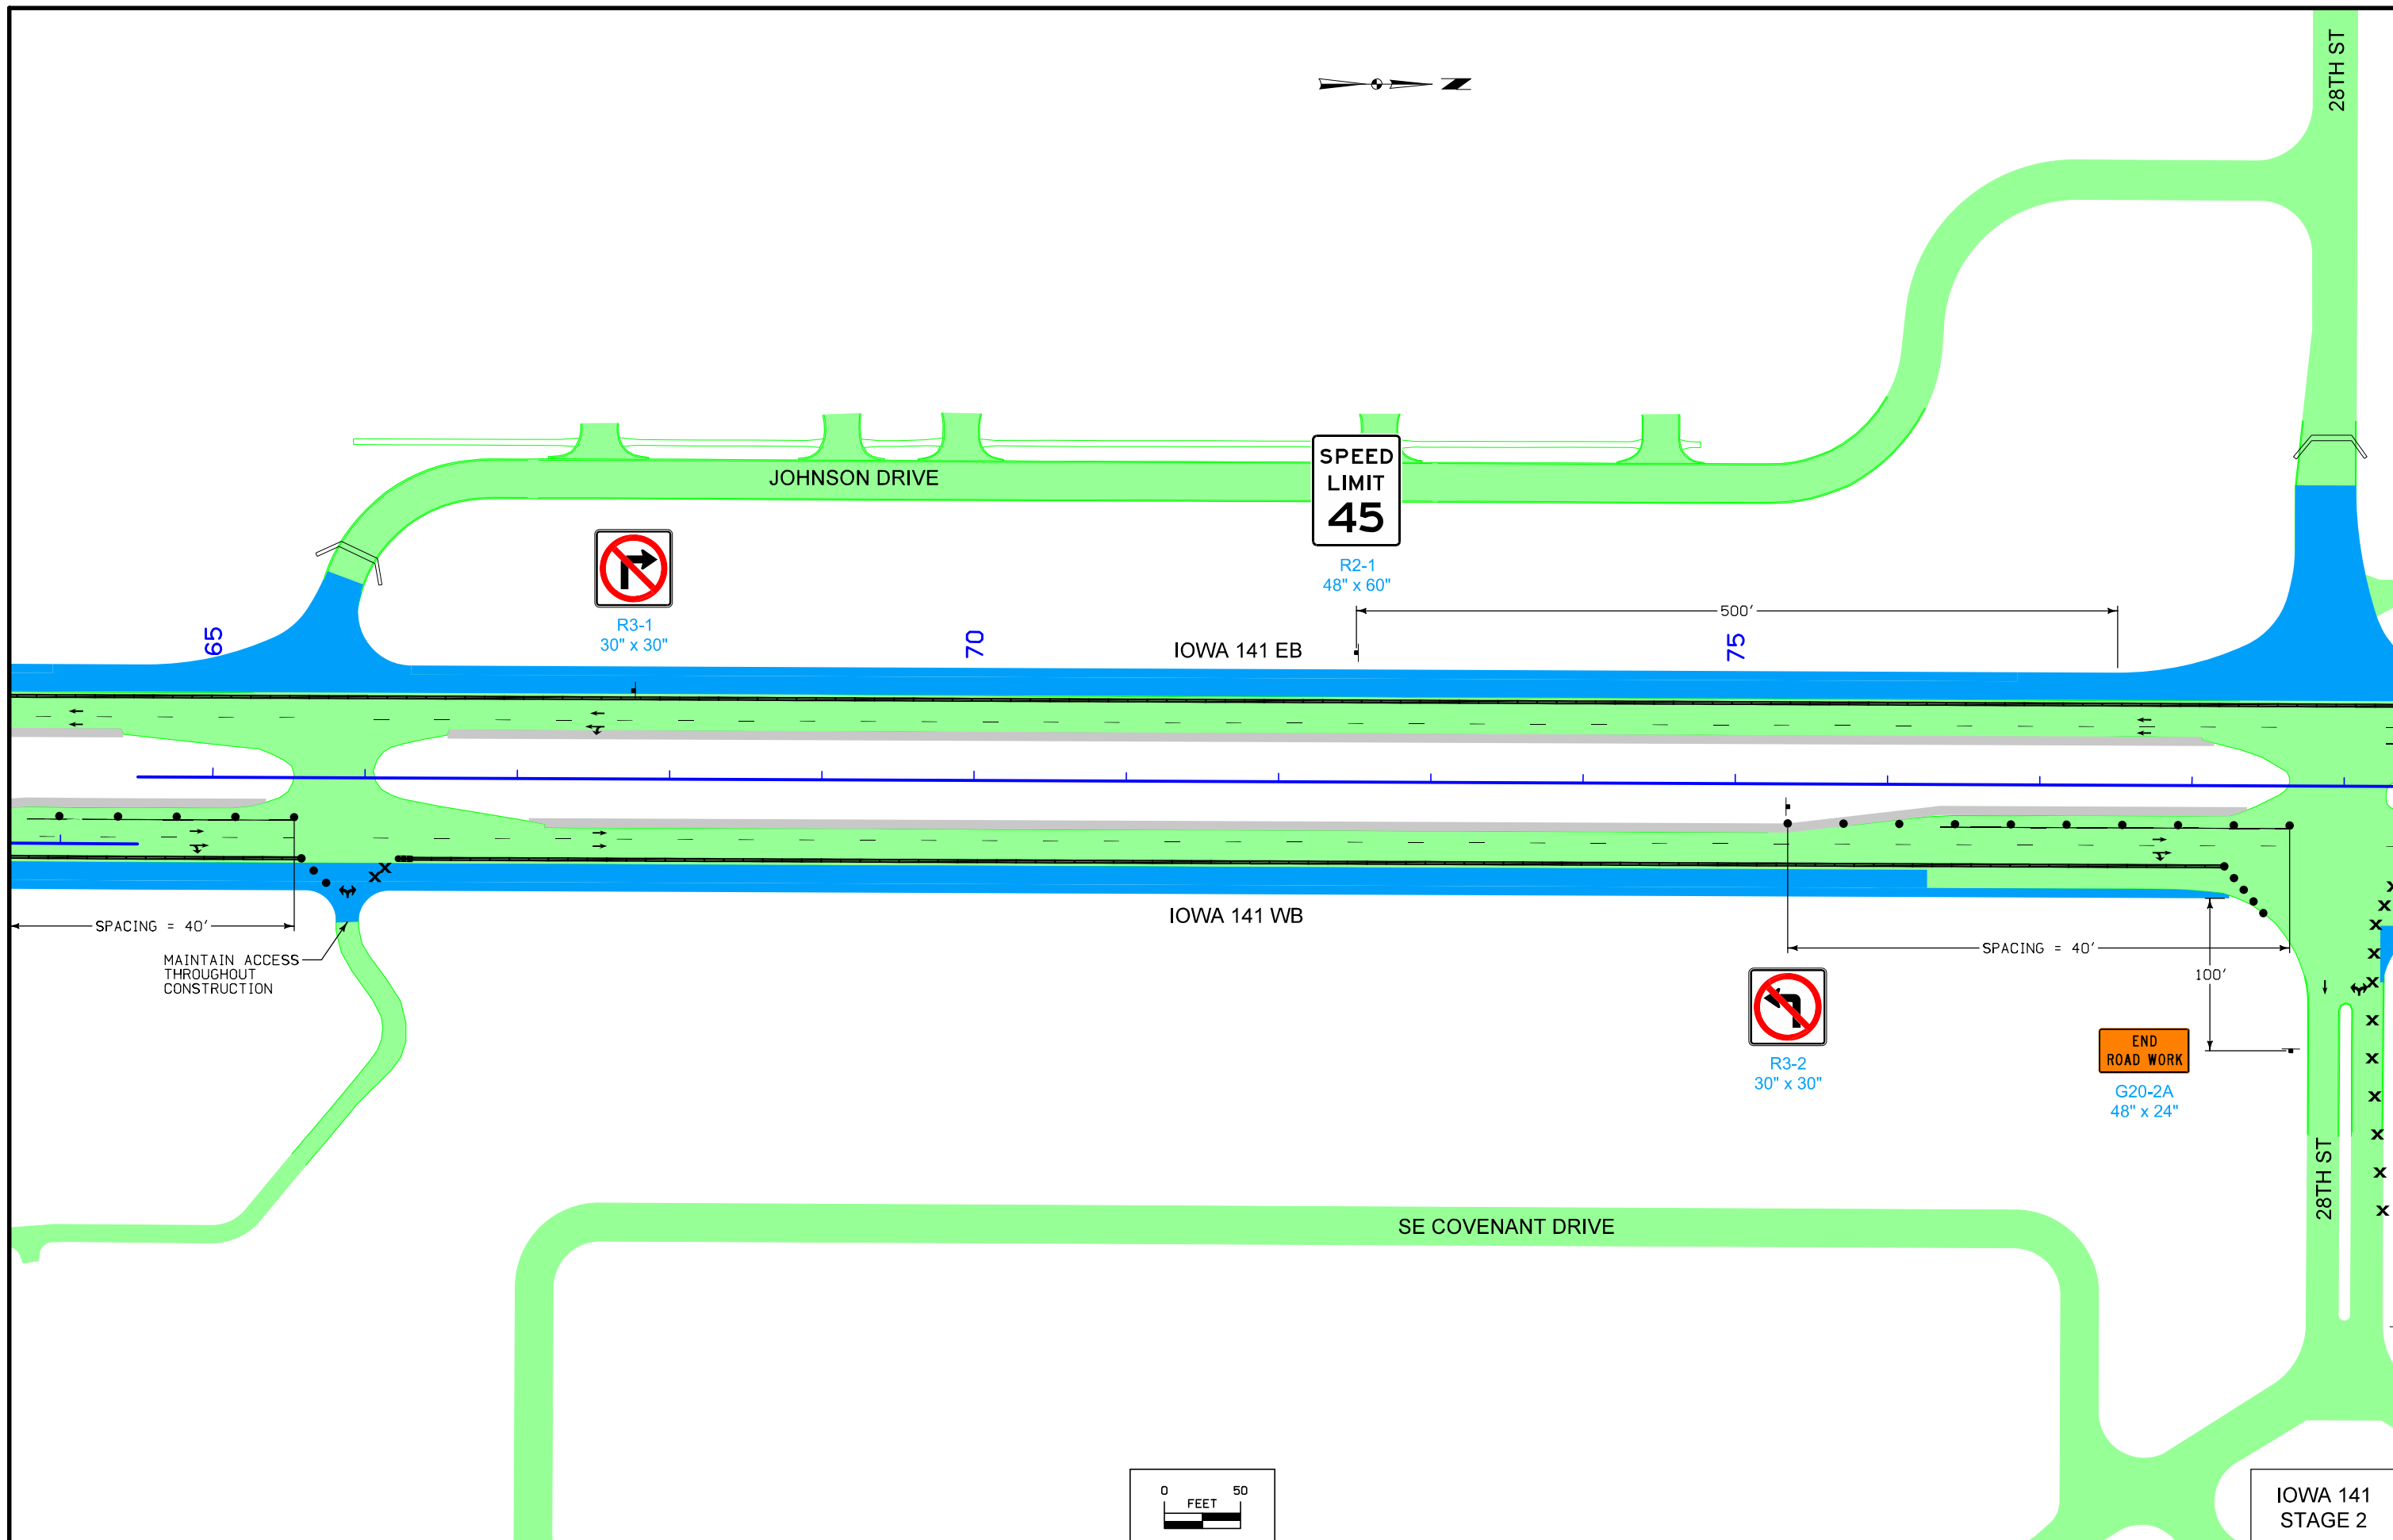 28TH ST
JOHNSON DRIVE
SPEED
LIMIT
45
R2-1
48" x 60"
R3-1
30" x 30"
500'
65
70
75
IOWA 141 EB
IOWA 141 WB
SPACING = 40'
MAINTAIN ACCESS
THROUGHOUT
CONSTRUCTION
SPACING = 40'
100'
R3-2
30" x 30"
END
ROAD WORK
G20-2A
48" x 24"
28TH ST
SE COVENANT DRIVE
0 50
FEET
IOWA 141
STAGE 2